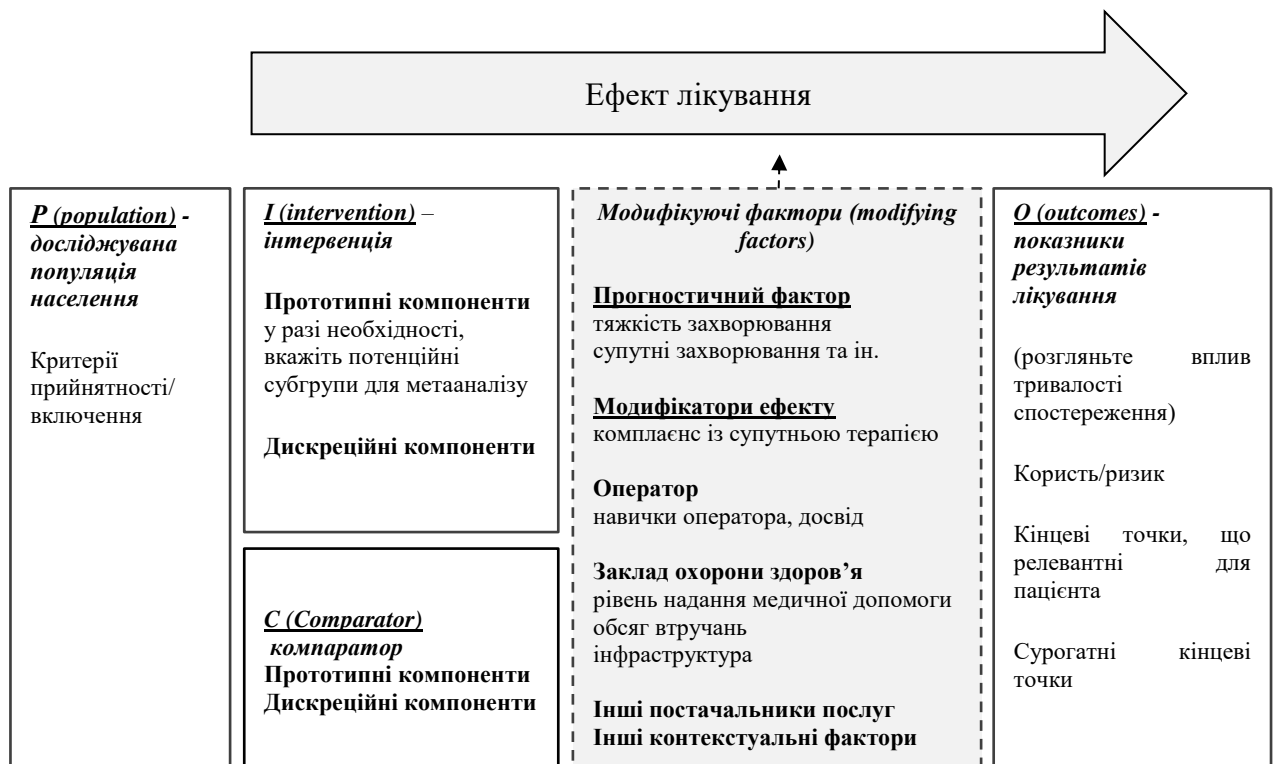 Ефект лікування
P (population) -
досліджувана
популяція
населення
Критерії
прийнятності/
включення
I (intervention) –
інтервенція
Прототипні компоненти
у разі необхідності,
вкажіть потенційні
субгрупи для метааналізу
Дискреційні компоненти
C (Comparator)
компаратор
Прототипні компоненти
Дискреційні компоненти
Модифікуючі фактори (modifying
factors)
Прогностичний фактор
тяжкість захворювання
супутні захворювання та ін.
Модифікатори ефекту
комплаєнс із супутньою терапією
Оператор
навички оператора, досвід
Заклад охорони здоров’я
рівень надання медичної допомоги
обсяг втручань
інфраструктура
Інші постачальники послуг
Інші контекстуальні фактори
O (outcomes) -
показники
результатів
лікування
(розгляньте вплив
тривалості
спостереження)
Користь/ризик
Кінцеві точки, що
релевантні для
пацієнта
Сурогатні кінцеві
точки